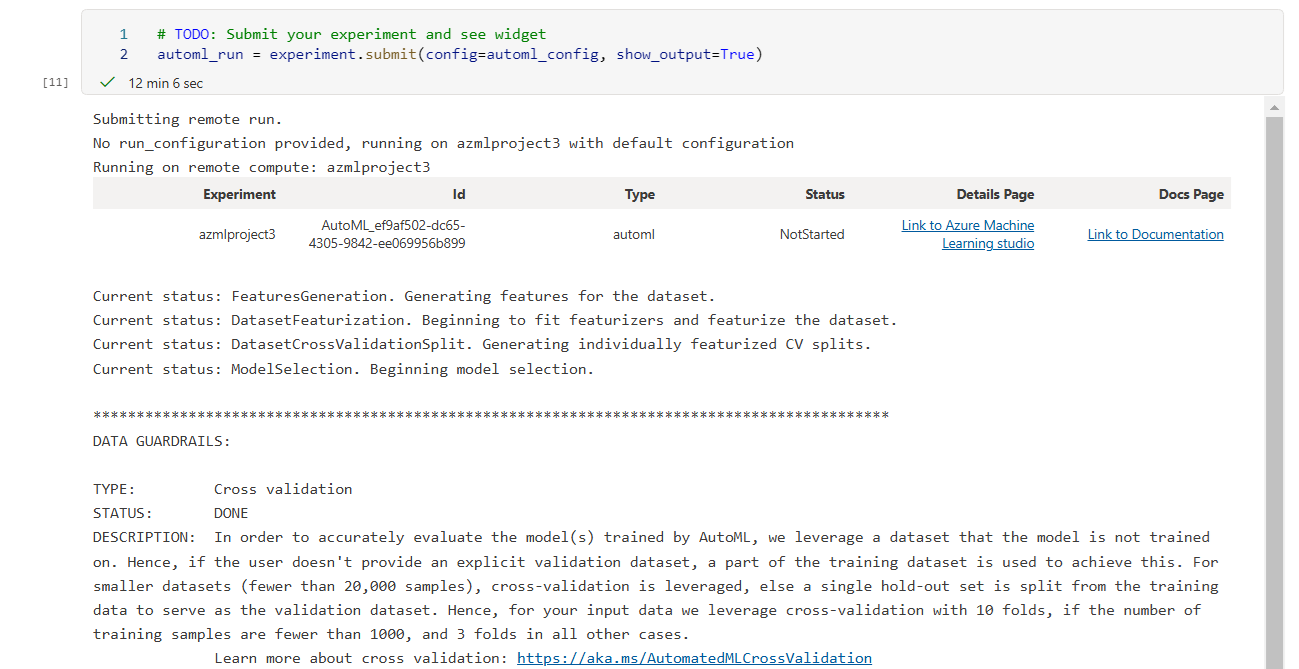 1 # TODO: Submit your experiment and see widget
2 automl_run = experiment.submit(config=automl_config, show_output=True)
[11] 12 min 6 sec
Submitting remote run.
No run_configuration provided, running on azmlproject3 with default configuration
Running on remote compute: azmlproject3
Experiment Id Type Status Details Page Docs Page
azmlproject3 AutoML_ef9af502-dc65-4305-9842-ee069956b899 automl NotStarted Link to Azure Machine Learning studio Link to Documentation
Current status: FeaturesGeneration. Generating features for the dataset.
Current status: DatasetFeaturization. Beginning to fit featurizers and featurize the dataset.
Current status: DatasetCrossValidationSplit. Generating individually featurized CV splits.
Current status: ModelSelection. Beginning model selection.
********************************************************************************************
DATA GUARDRAILS:
TYPE: Cross validation
STATUS: DONE
DESCRIPTION: In order to accurately evaluate the model(s) trained by AutoML, we leverage a dataset that the model is not trained
on. Hence, if the user doesn't provide an explicit validation dataset, a part of the training dataset is used to achieve this. For
smaller datasets (fewer than 20,000 samples), cross-validation is leveraged, else a single hold-out set is split from the training
data to serve as the validation dataset. Hence, for your input data we leverage cross-validation with 10 folds, if the number of
training samples are fewer than 1000, and 3 folds in all other cases.
Learn more about cross validation: https://aka.ms/AutomatedMLCrossValidation